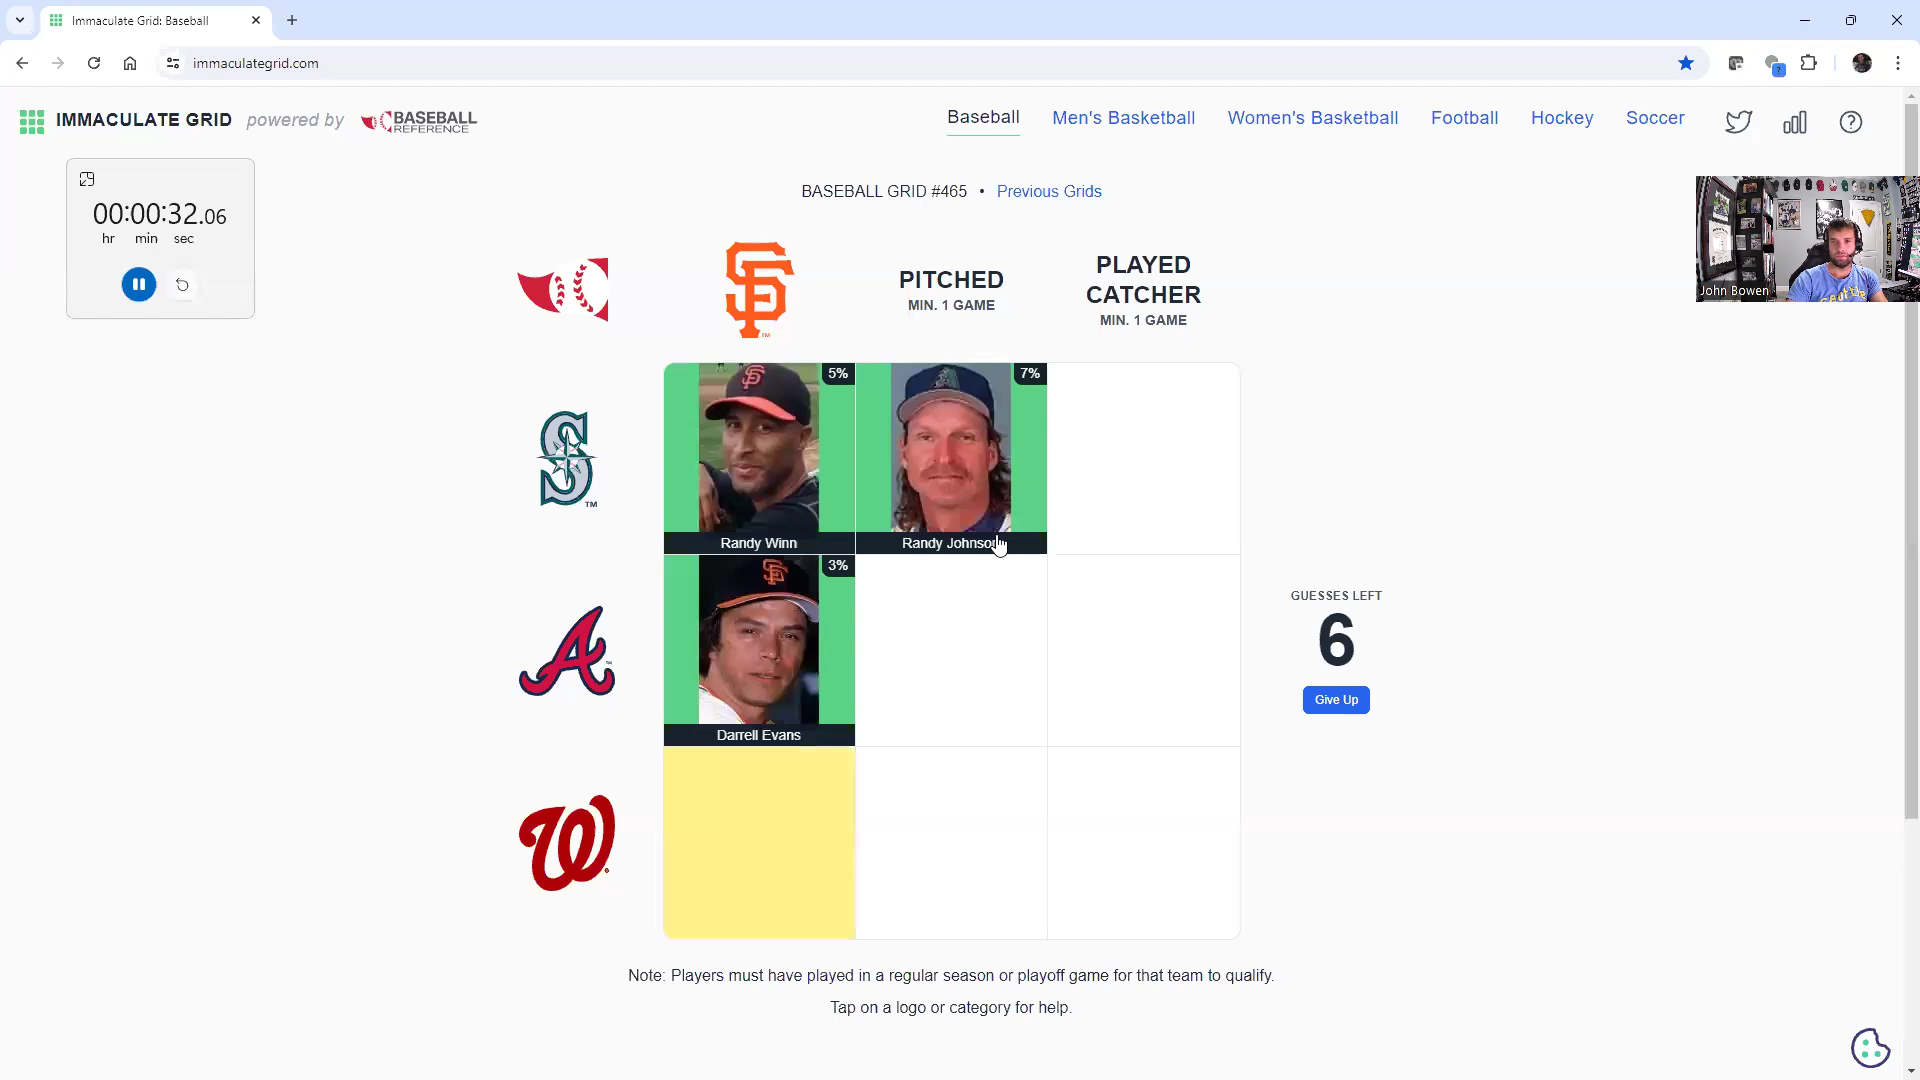 Immaculate Grid: Baseball
immaculategrid.com
7
IMMACULATE GRID powered by BASEBALL REFERENCE
Baseball Men's Basketball Women's Basketball Football Hockey Soccer
00:00:32.06
hr min sec
BASEBALL GRID #465 • Previous Grids
John Bowen
SF
TM
PITCHED
MIN. 1 GAME
PLAYED
CATCHER
MIN. 1 GAME
S
TM
5%
Randy Winn
7%
Randy Johnson
A
3%
Darrell Evans
GUESSES LEFT
6
Give Up
W
Note: Players must have played in a regular season or playoff game for that team to qualify.
Tap on a logo or category for help.